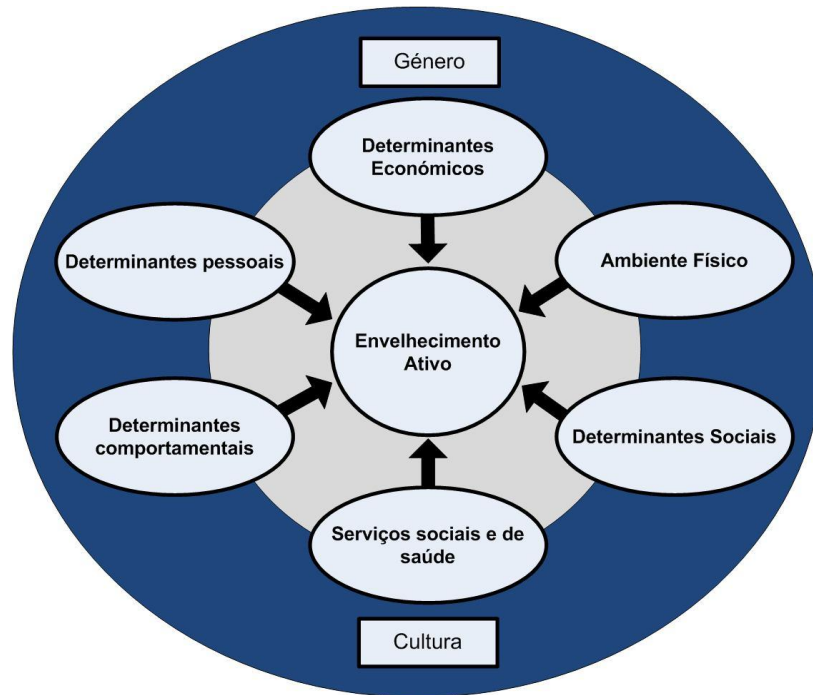 Género
Determinantes
Económicos
Determinantes pessoais
Ambiente Físico
Envelhecimento
Ativo
Determinantes
comportamentais
Determinantes Sociais
Serviços sociais e de
saúde
Cultura